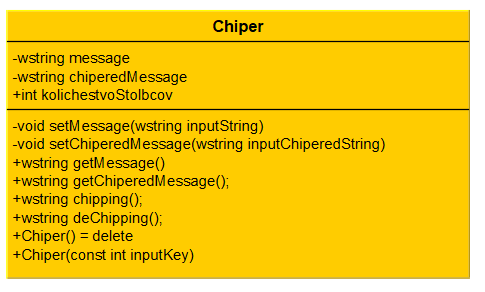 Chiper
-wstring message
-wstring chiperedMessage
+int kolichestvoStolbcov
-void setMessage(wstring inputString)
-void setChiperedMessage(wstring inputChiperedString)
+wstring getMessage()
+wstring getChiperedMessage();
+wstring chipping();
+wstring deChipping();
+Chiper() = delete
+Chiper(const int inputKey)